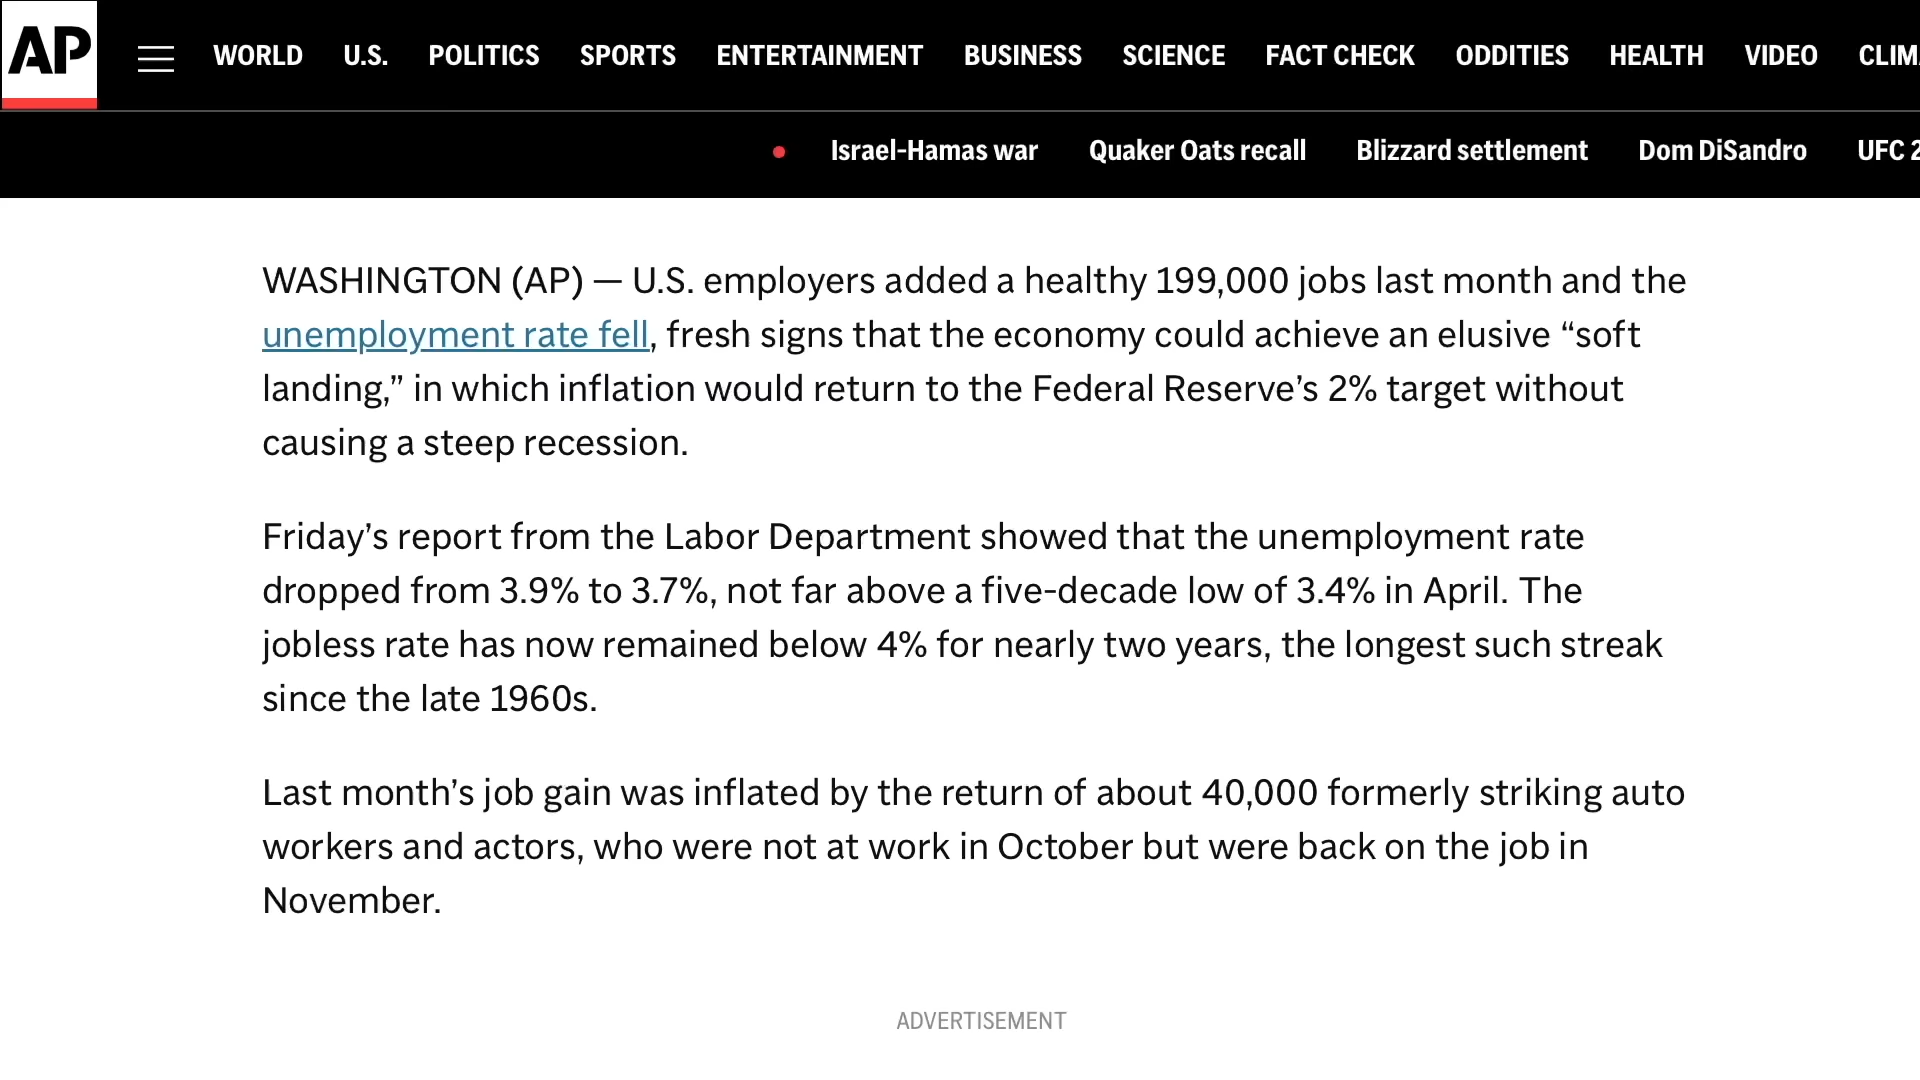 AP
WORLD U.S. POLITICS SPORTS ENTERTAINMENT BUSINESS SCIENCE FACT CHECK ODDITIES HEALTH VIDEO CLIM
Israel-Hamas war Quaker Oats recall Blizzard settlement Dom DiSandro UFC 2
WASHINGTON (AP) — U.S. employers added a healthy 199,000 jobs last month and the
unemployment rate fell, fresh signs that the economy could achieve an elusive “soft
landing,” in which inflation would return to the Federal Reserve’s 2% target without
causing a steep recession.
Friday’s report from the Labor Department showed that the unemployment rate
dropped from 3.9% to 3.7%, not far above a five-decade low of 3.4% in April. The
jobless rate has now remained below 4% for nearly two years, the longest such streak
since the late 1960s.
Last month’s job gain was inflated by the return of about 40,000 formerly striking auto
workers and actors, who were not at work in October but were back on the job in
November.
ADVERTISEMENT